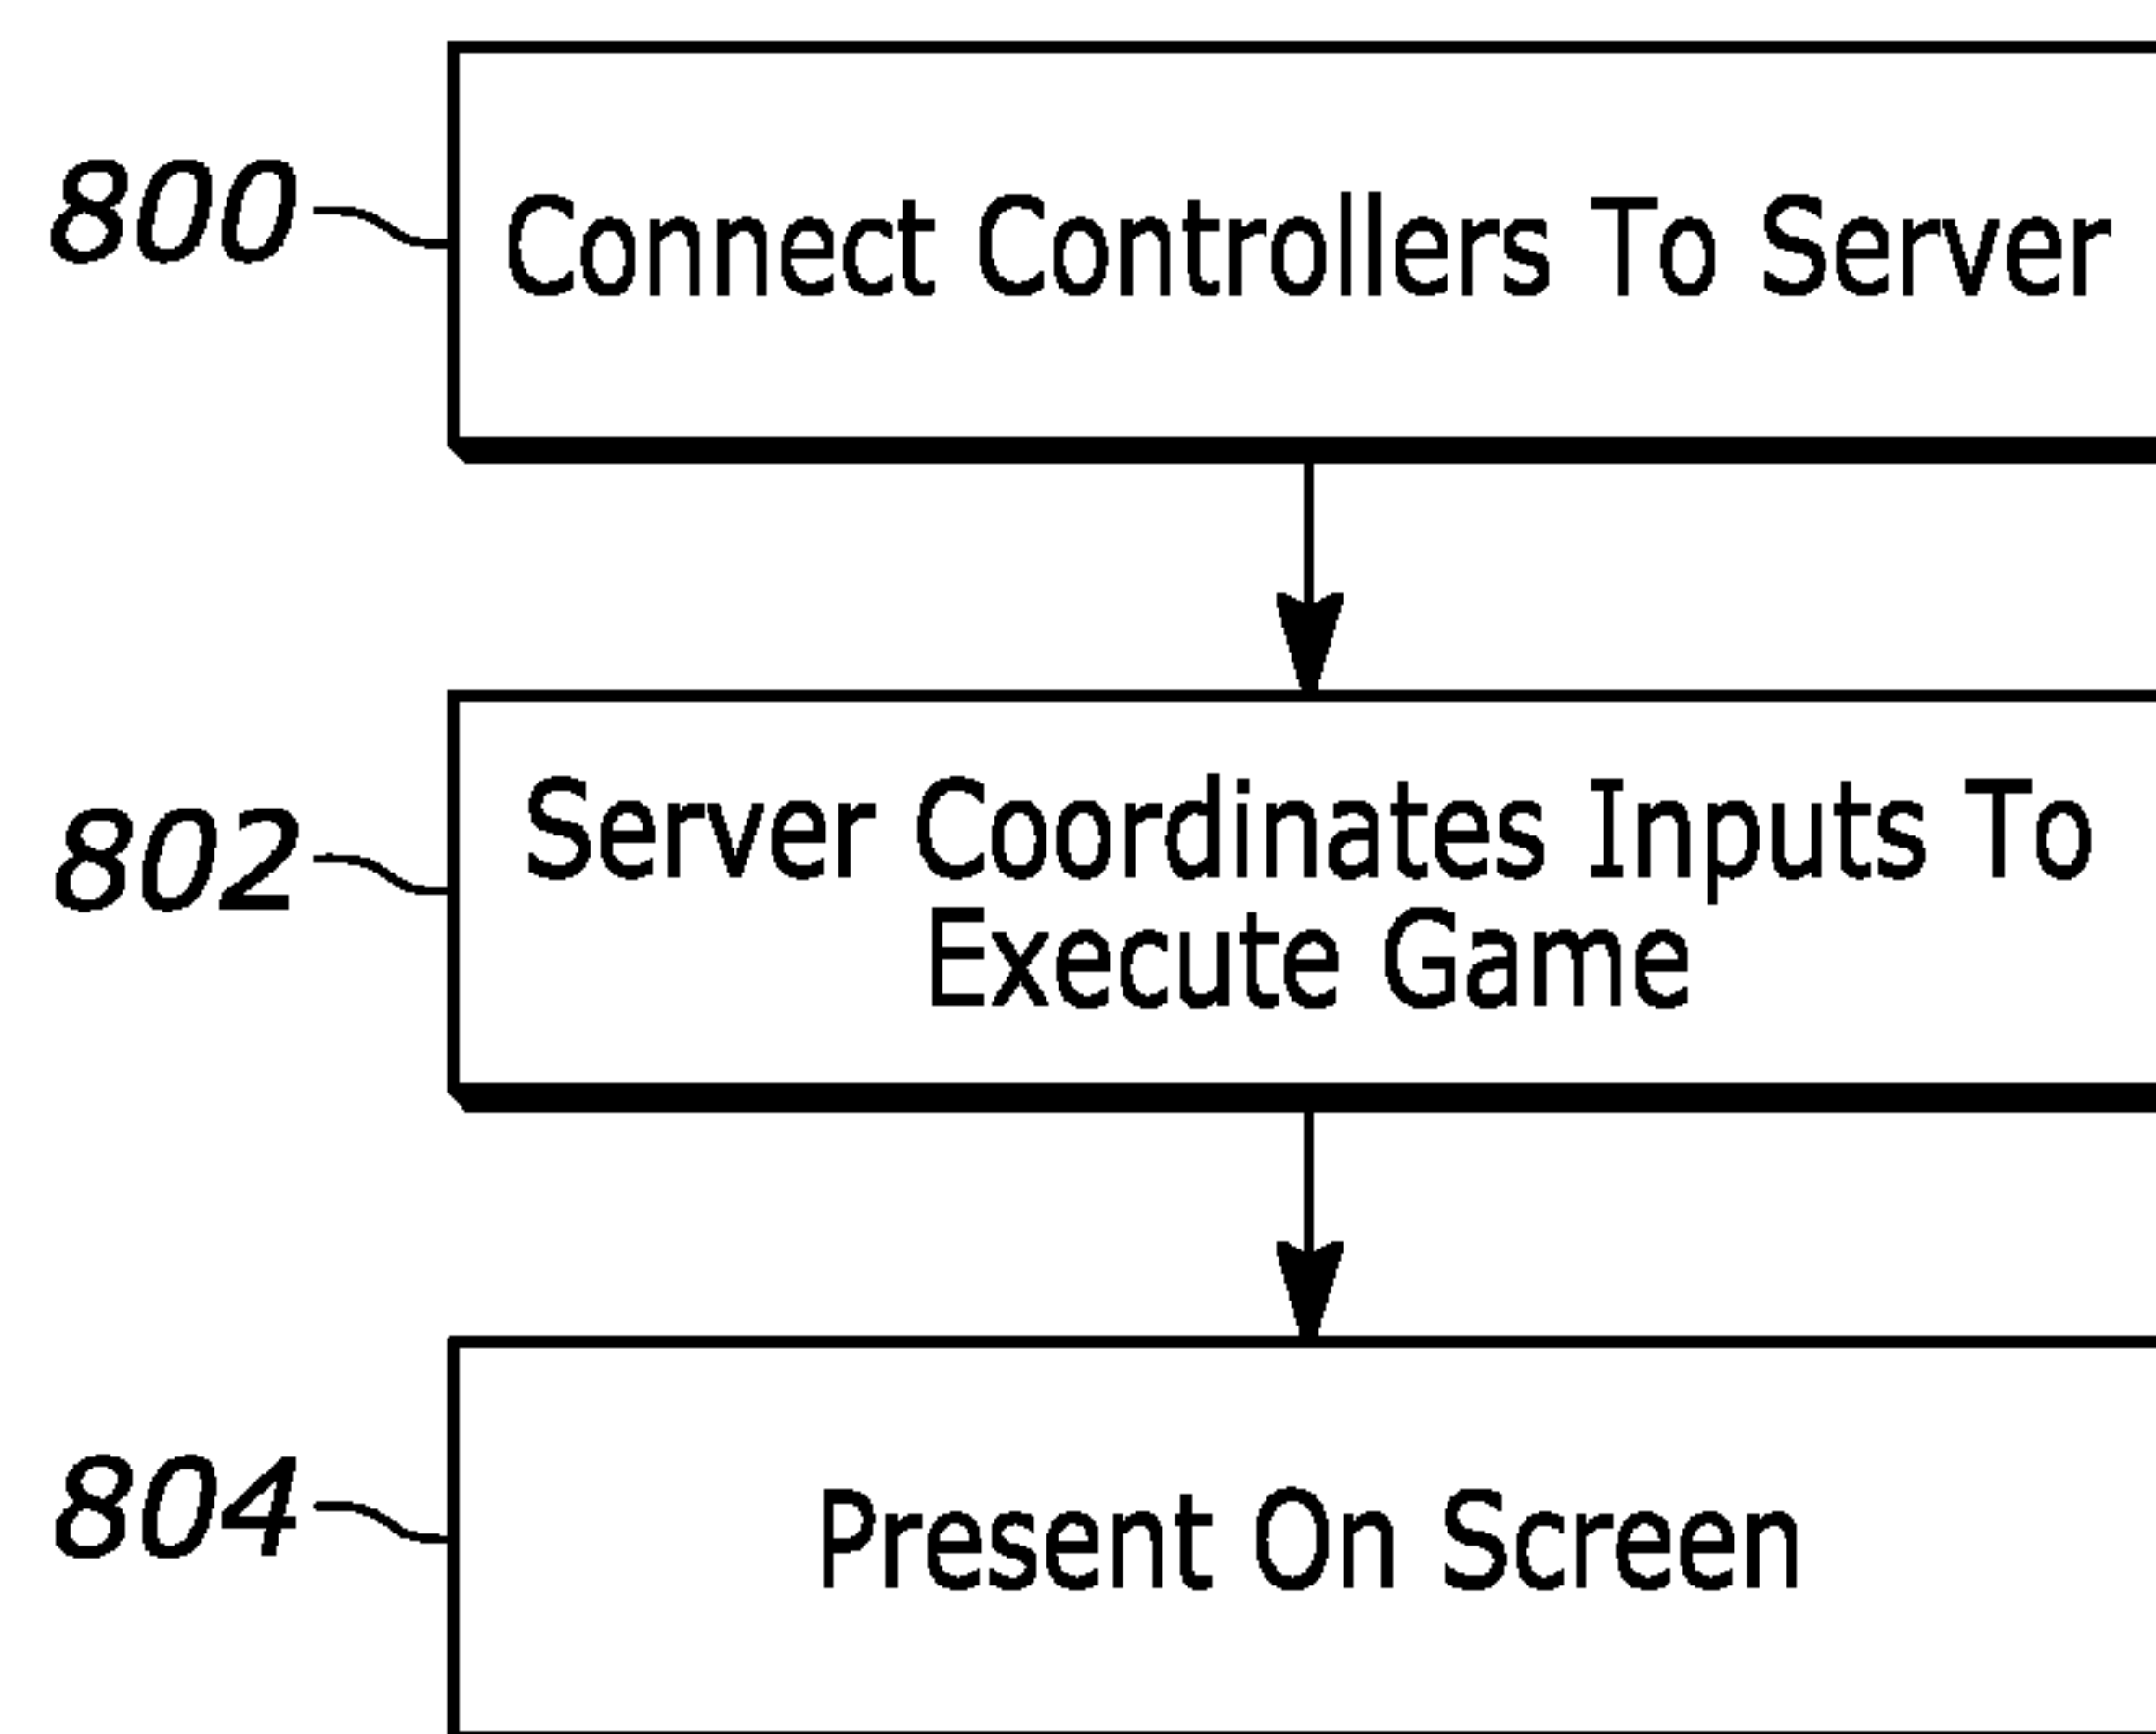 800
Connect Controllers To Server
802
Server Coordinates Inputs To
Execute Game
804
Present On Screen